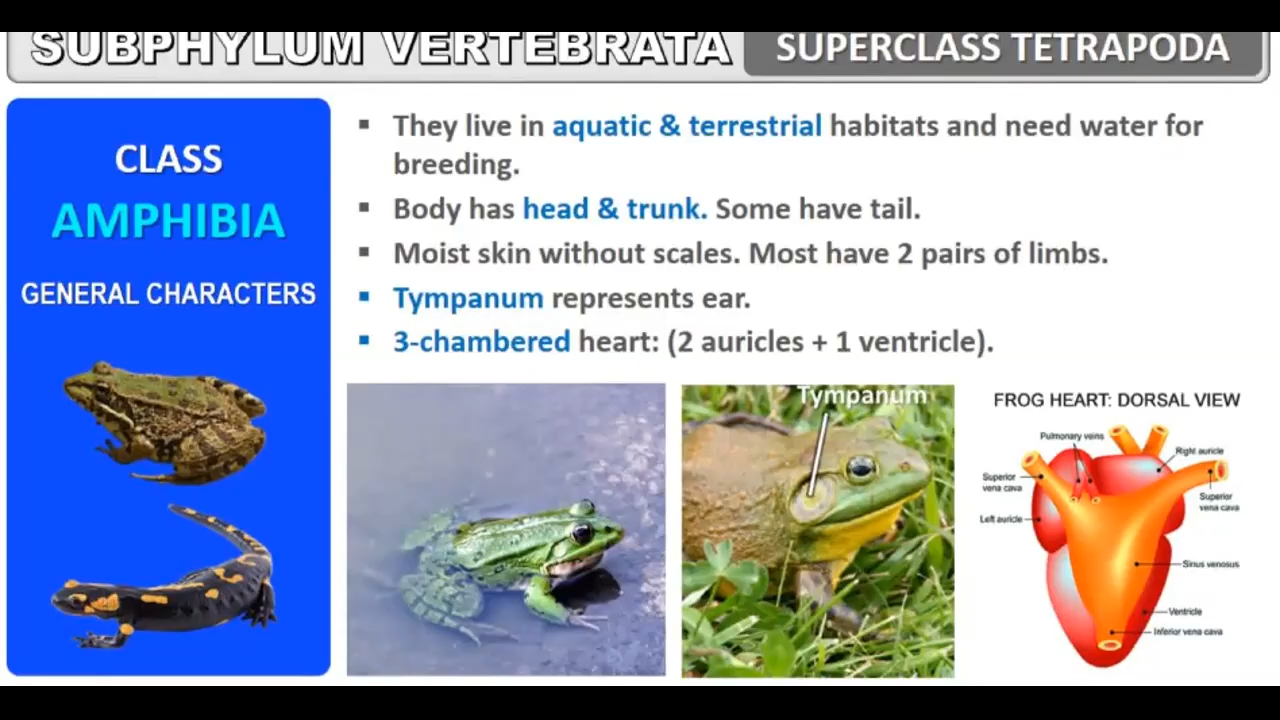 SUBPHYLUM VERTEBRATA
SUPERCLASS TETRAPODA
CLASS
AMPHIBIA
GENERAL CHARACTERS
▪ They live in aquatic & terrestrial habitats and need water for
breeding.
▪ Body has head & trunk. Some have tail.
▪ Moist skin without scales. Most have 2 pairs of limbs.
▪ Tympanum represents ear.
▪ 3-chambered heart: (2 auricles + 1 ventricle).
Tympanum
FROG HEART: DORSAL VIEW
Pulmonary veins
Right auricle
Superior
vena cava
Superior
vena cava
Left auricle
Sinus venosus
Ventricle
Inferior vena cava